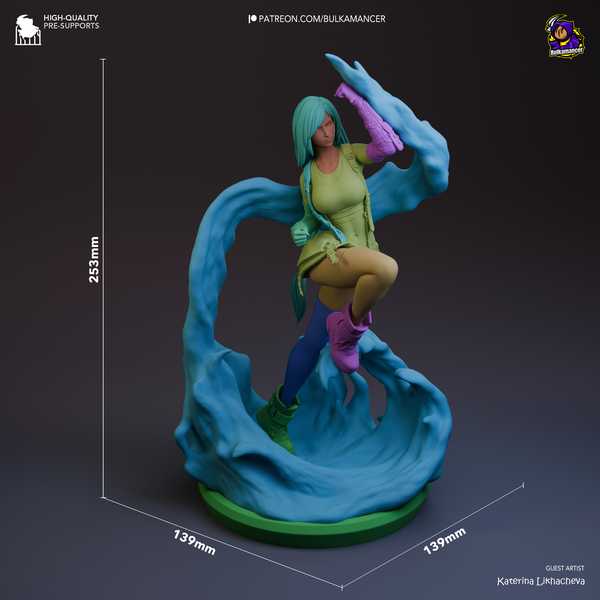 HIGH-QUALITY
PRE-SUPPORTS
PATREON.COM/BULKAMANCER
Bulkamancer
253mm
139mm
139mm
GUEST ARTIST
Katerina Likhacheva